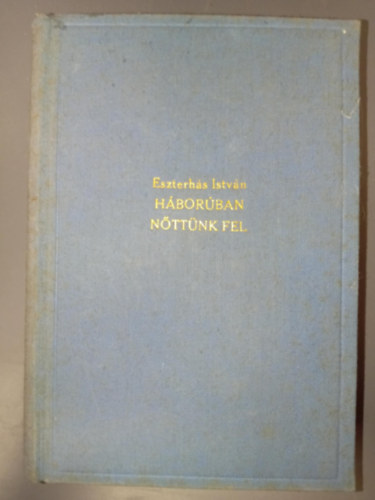 Eszterhás István
HÁBORÚBAN
NŐTTÜNK FEL